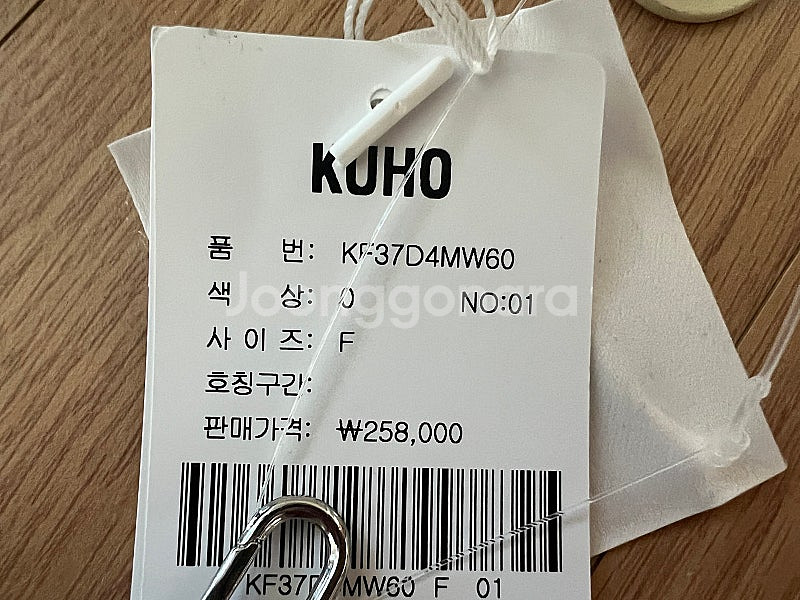 KUHO
품 번: KF37D4MW60
색 상: 0 NO:01
Joonggonara
사 이 즈: F
호칭구간:
판매가격: ₩258,000
KF37D MW60 F 01